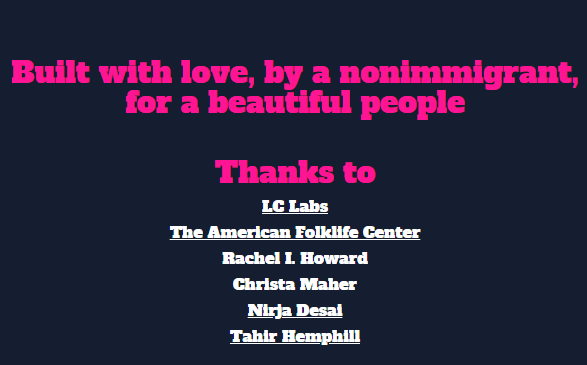 Built with love, by a nonimmigrant,
for a beautiful people
Thanks to
LC Labs
The American Folklife Center
Rachel I. Howard
Christa Maher
Nirja Desai
Tahir Hemphill